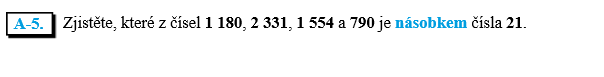 A-5. Zjistěte, které z čísel 1 180, 2 331, 1 554 a 790 je násobkem čísla 21.